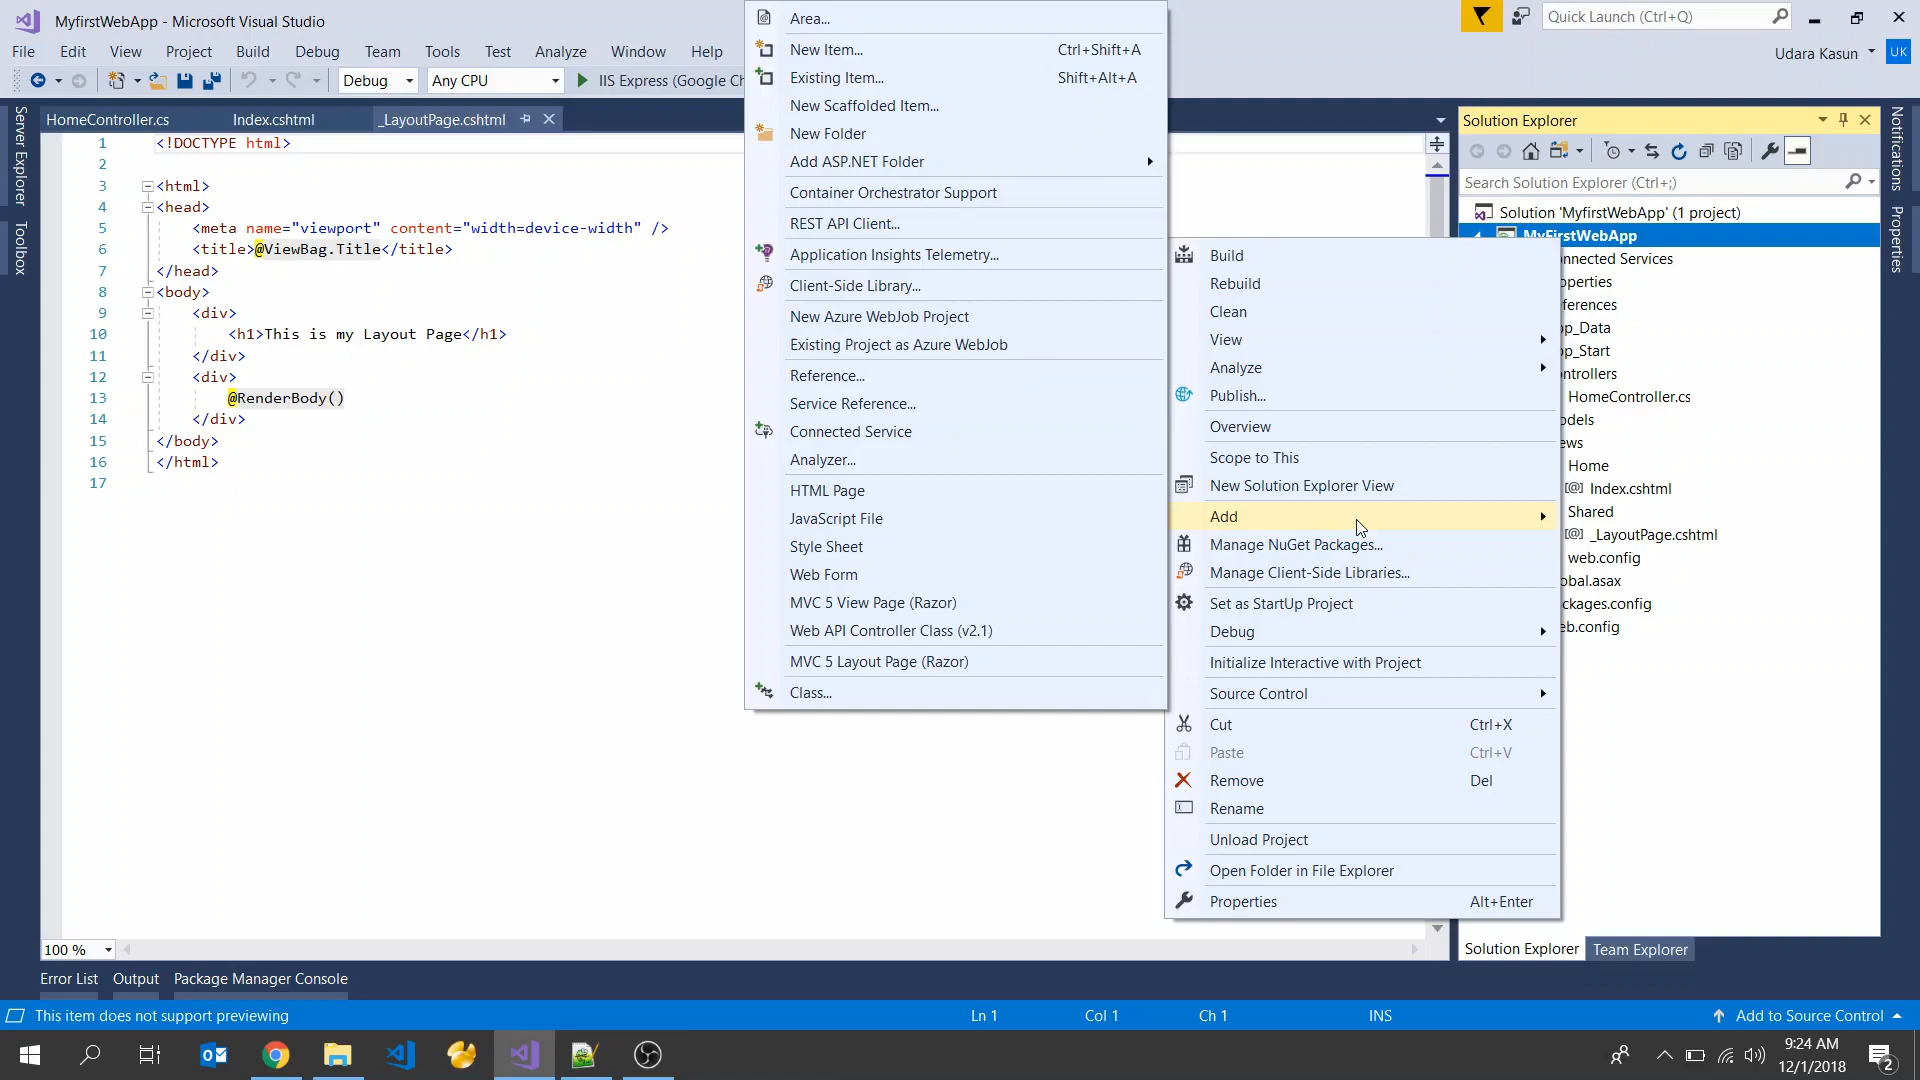 MyfirstWebApp - Microsoft Visual Studio
Quick Launch (Ctrl+Q)
File Edit View Project Build Debug Team Tools Test Analyze Window Help
Udara Kasun UK
Debug Any CPU IIS Express (Google Ch
Server Explorer
Toolbox
HomeController.cs Index.cshtml _LayoutPage.cshtml
1 <!DOCTYPE html>
2
3 <html>
4 <head>
5 <meta name="viewport" content="width=device-width" />
6 <title>@ViewBag.Title</title>
7 </head>
8 <body>
9 <div>
10 <h1>This is my Layout Page</h1>
11 </div>
12 <div>
13 @RenderBody()
14 </div>
15 </body>
16 </html>
17
100 %
Area...
New Item... Ctrl+Shift+A
Existing Item... Shift+Alt+A
New Scaffolded Item...
New Folder
Add ASP.NET Folder
Container Orchestrator Support
REST API Client...
Application Insights Telemetry...
Client-Side Library...
New Azure WebJob Project
Existing Project as Azure WebJob
Reference...
Service Reference...
Connected Service
Analyzer...
HTML Page
JavaScript File
Style Sheet
Web Form
MVC 5 View Page (Razor)
Web API Controller Class (v2.1)
MVC 5 Layout Page (Razor)
Class...
Build
Rebuild
Clean
View
Analyze
Publish...
Overview
Scope to This
New Solution Explorer View
Add
Manage NuGet Packages...
Manage Client-Side Libraries...
Set as StartUp Project
Debug
Initialize Interactive with Project
Source Control
Cut Ctrl+X
Paste Ctrl+V
Remove Del
Rename
Unload Project
Open Folder in File Explorer
Properties Alt+Enter
Solution Explorer
Search Solution Explorer (Ctrl+;)
Solution 'MyfirstWebApp' (1 project)
MyFirstWebApp
onnected Services
operties
ferences
pp_Data
pp_Start
ntrollers
HomeController.cs
odels
ews
Home
[@] Index.cshtml
Shared
[@] _LayoutPage.cshtml
web.config
obal.asax
ckages.config
eb.config
Solution Explorer Team Explorer
Notifications
Properties
Error List Output Package Manager Console
This item does not support previewing Ln 1 Col 1 Ch 1 INS Add to Source Control
9:24 AM
12/1/2018
2